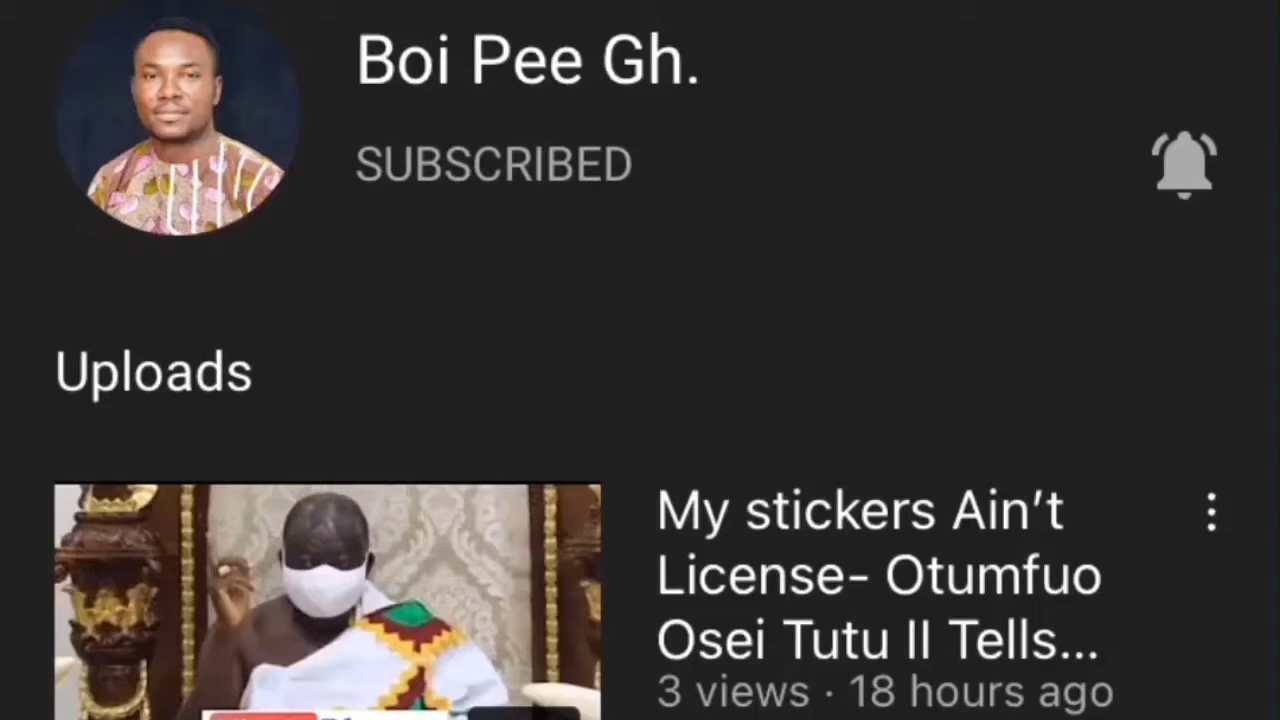 Boi Pee Gh.
SUBSCRIBED
Uploads
My stickers Ain’t
License- Otumfuo
Osei Tutu II Tells...
3 views · 18 hours ago